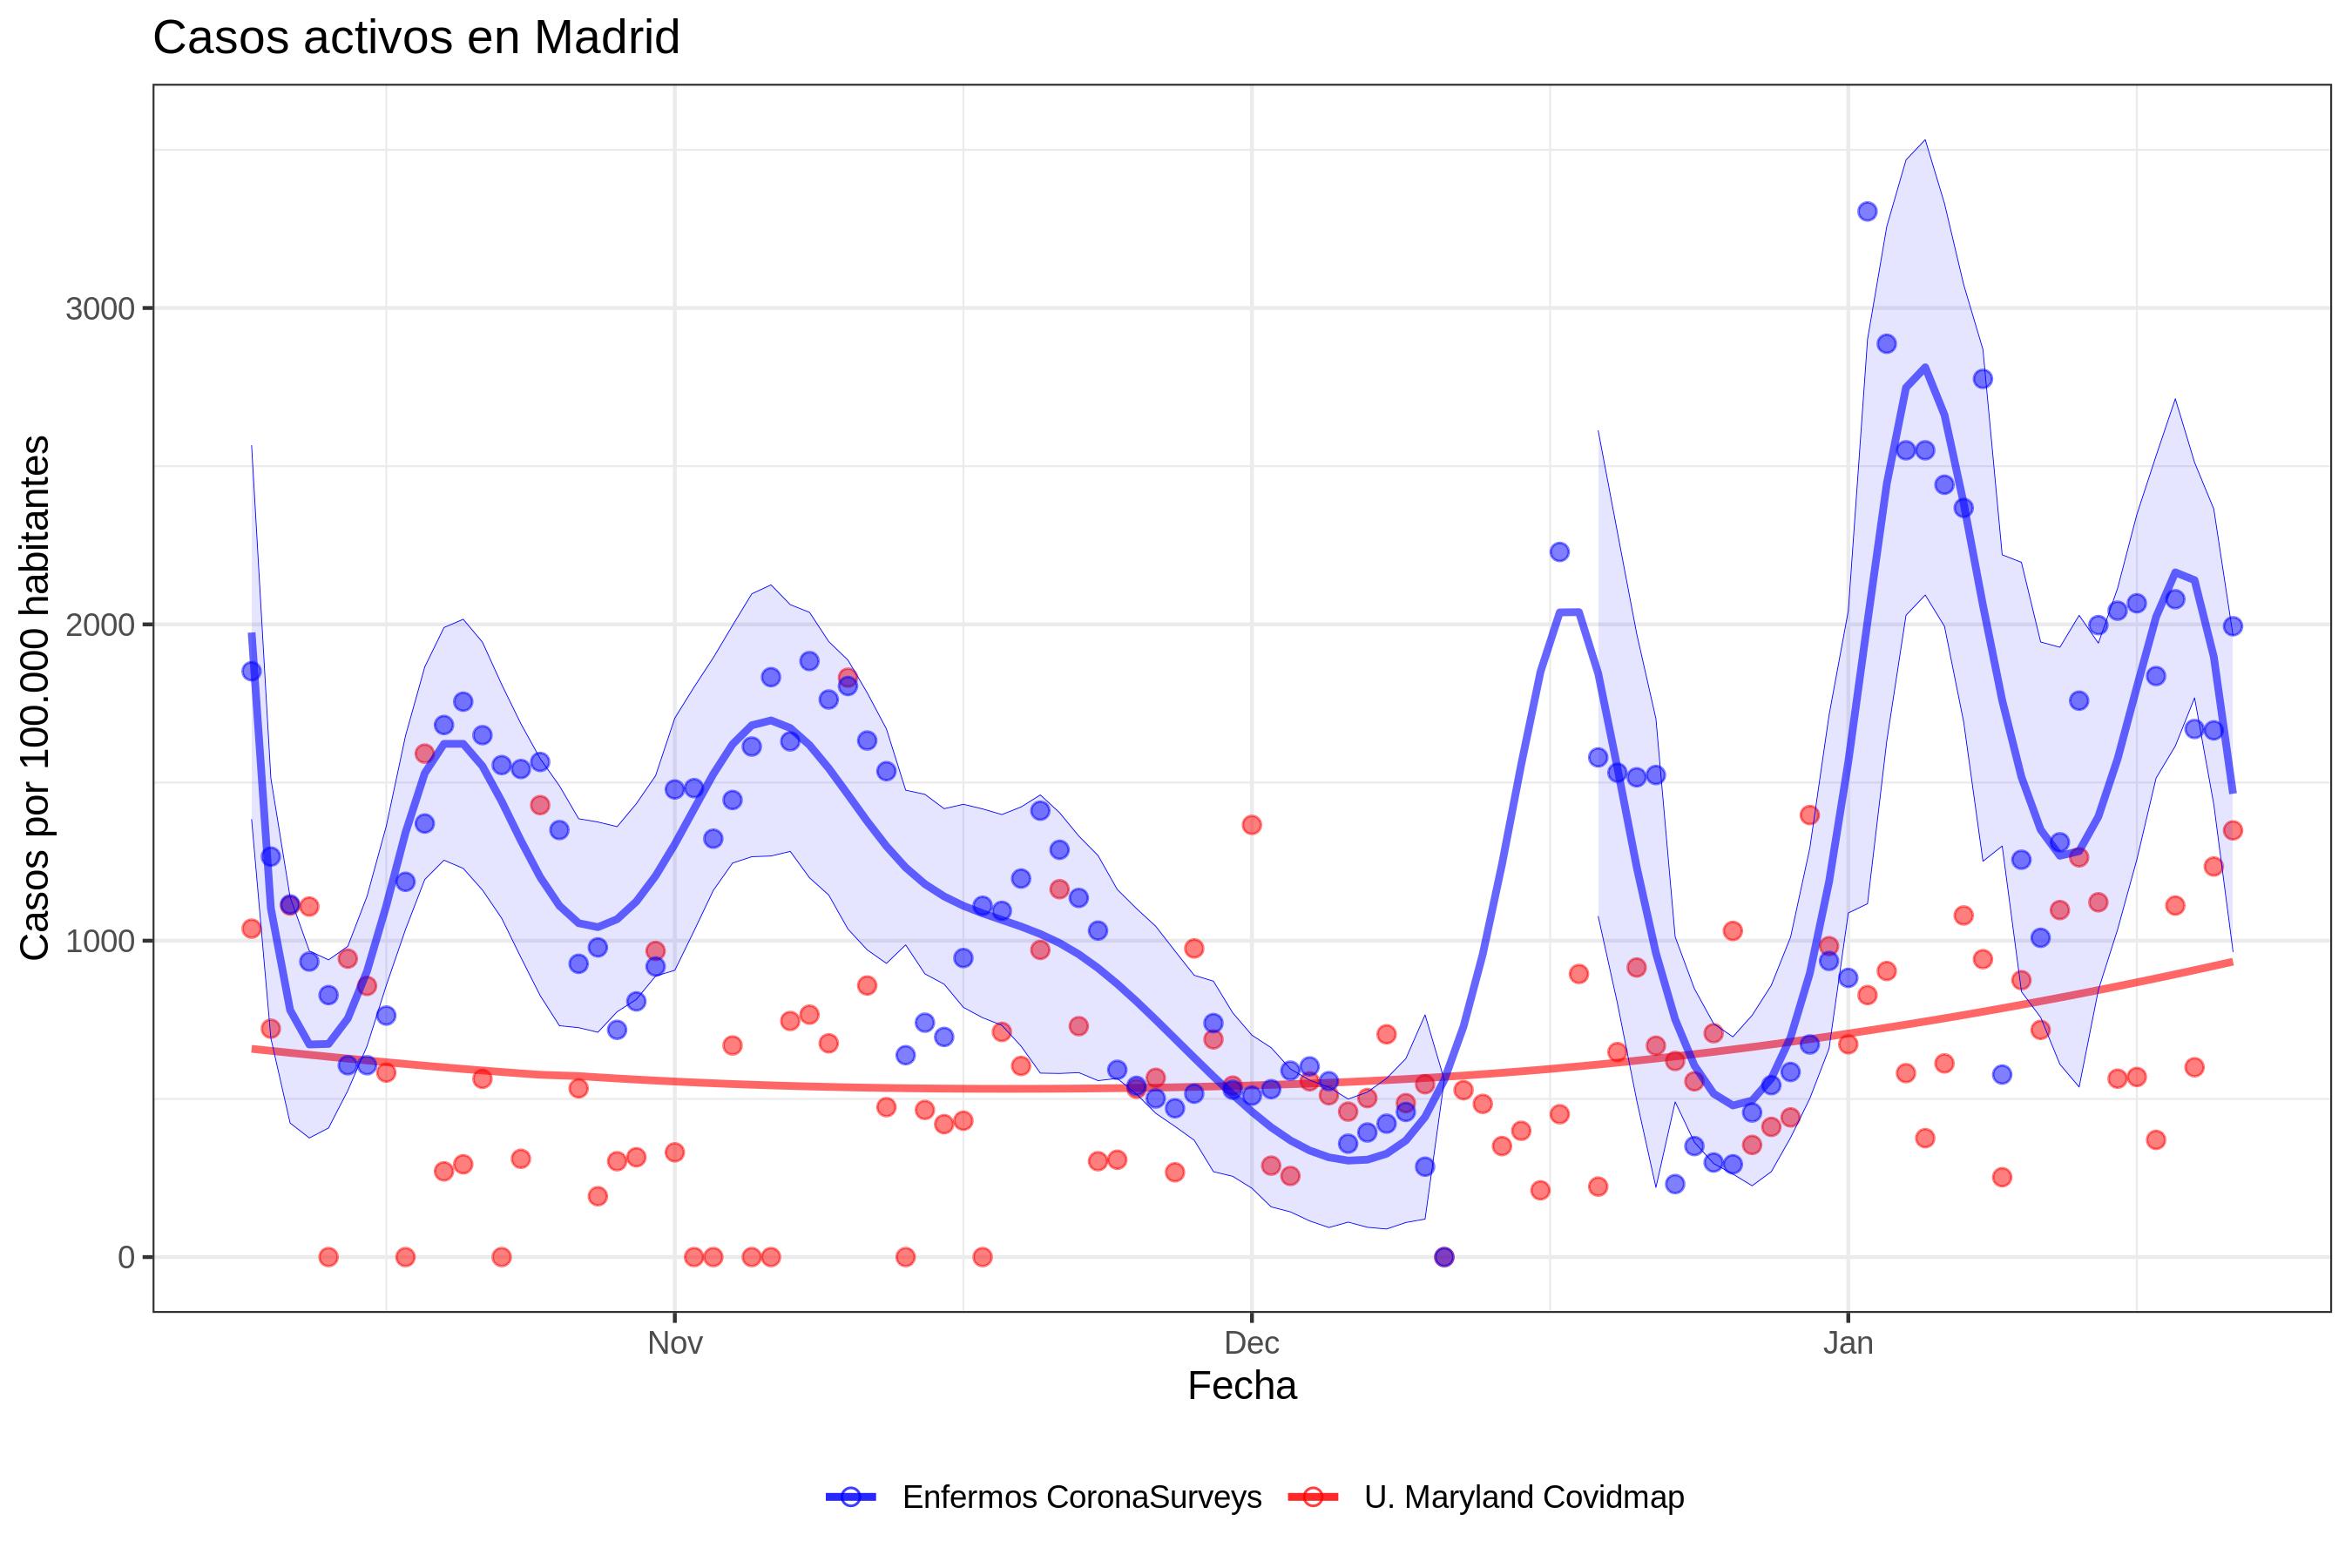 Casos activos en Madrid
Casos por 100.000 habitantes
3000
2000
1000
0
Nov
Dec
Jan
Fecha
Enfermos CoronaSurveys
U. Maryland Covidmap